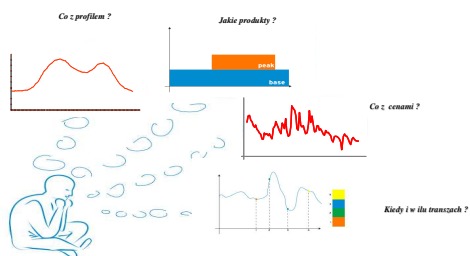 Co z profilem ?
Jakie produkty ?
peak
base
Co z cenami ?
Kiedy i w ilu transzach ?